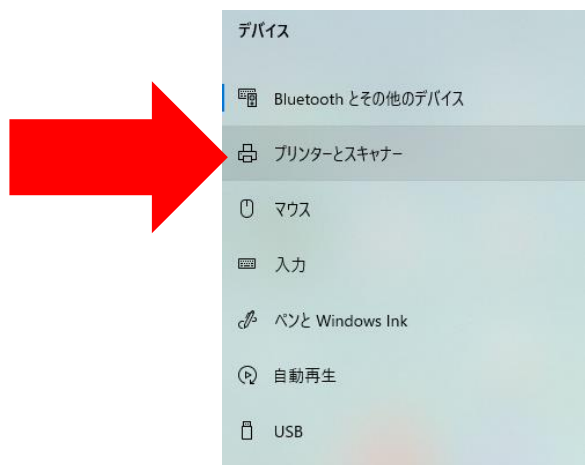 デバイス
Bluetooth とその他のデバイス
プリンターとスキャナー
マウス
入力
ペンと Windows Ink
自動再生
USB